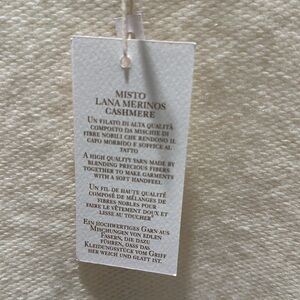 MISTO
LANA MERINOS
CASHMERE
UN FILATO DI ALTA QUALITÀ
COMPOSTO DA MISCHIE DI
FIBRE NOBILI CHE RENDONO IL
CAPO MORBIDO E SOFFICE AL
TATTO
A HIGH QUALITY YARN MADE BY
BLENDING PRECIOUS FIBERS
TOGETHER TO MAKE GARMENTS
WITH A SOFT HANDFEEL
UN FIL DE HAUTE QUALITÉ
COMPOSÉ DE MÉLANGES DE
FIBRES NOBLES POUR
FAIRE LE VÊTEMENT DOUX ET
LISSE AU TOUCHER
EIN HOCHWERTIGES GARN AUS
MISCHUNGEN VON EDLEN
FASERN, DIE DAZU
FÜHREN, DASS DAS
KLEIDUNGSSTÜCK VOM GRIFF
HER WEICH UND GLATT IST.